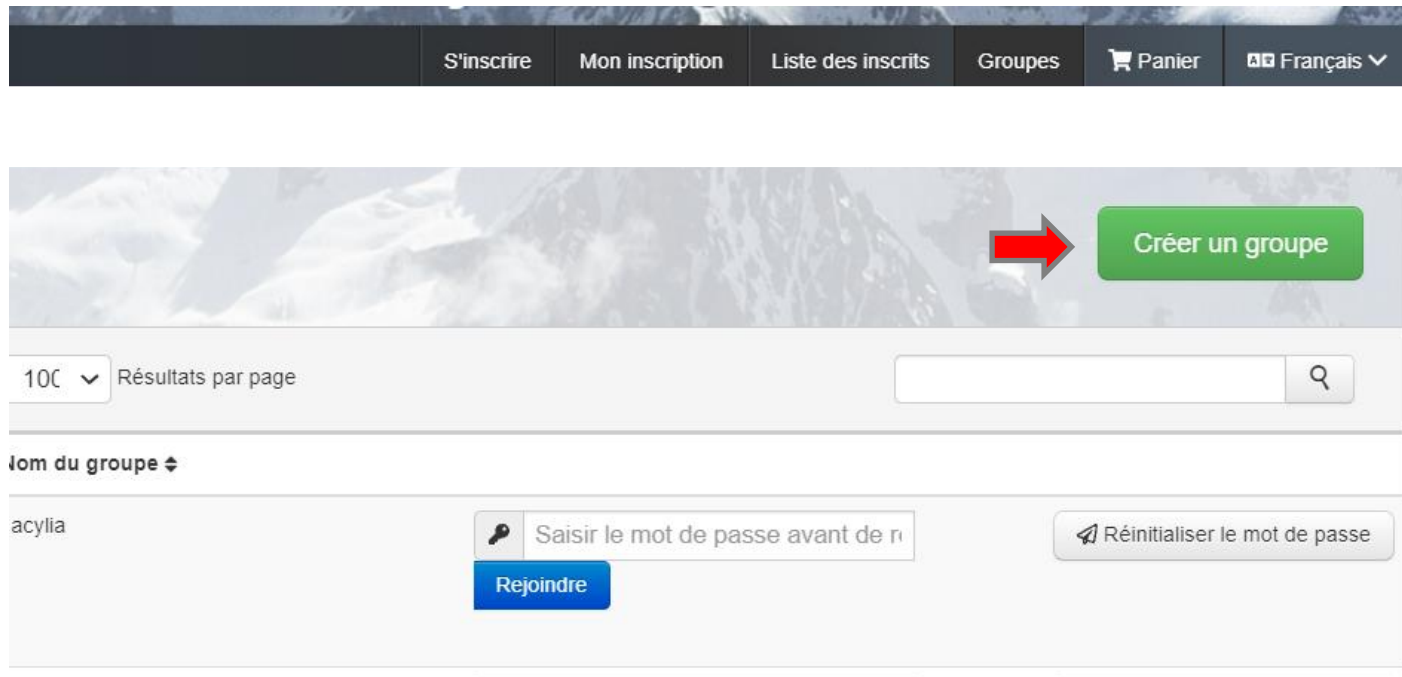 S'inscrire Mon inscription Liste des inscrits Groupes Panier Français
Créer un groupe
Résultats par page
du groupe
acylia
Saisir le mot de passe avant de
Réinitialiser le mot de passe
Rejoindre